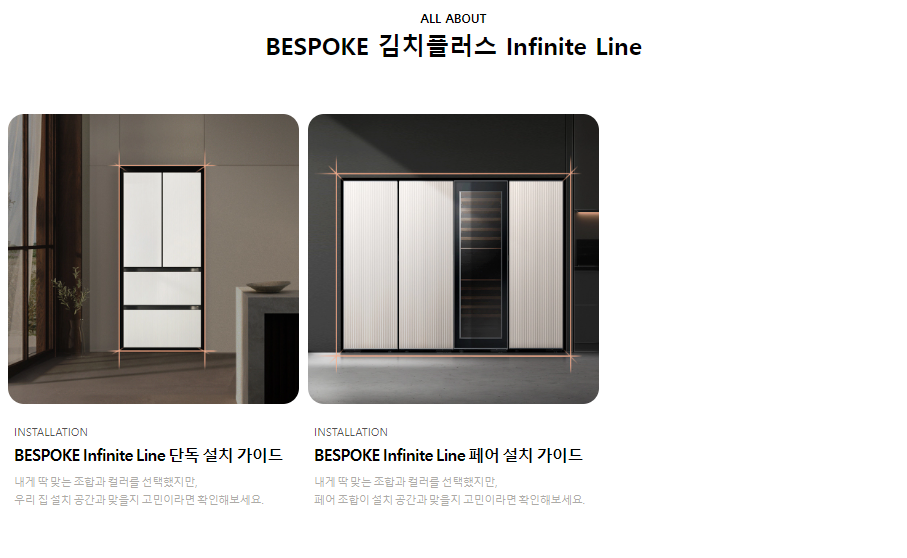 ALL ABOUT
BESPOKE 김치플러스 Infinite Line
INSTALLATION
BESPOKE Infinite Line 단독 설치 가이드
내게 딱 맞는 조합과 컬러를 선택했지만,
우리 집 설치 공간과 맞을지 고민이라면 확인해보세요.
INSTALLATION
BESPOKE Infinite Line 페어 설치 가이드
내게 딱 맞는 조합과 컬러를 선택했지만,
페어 조합이 설치 공간과 맞을지 고민이라면 확인해보세요.